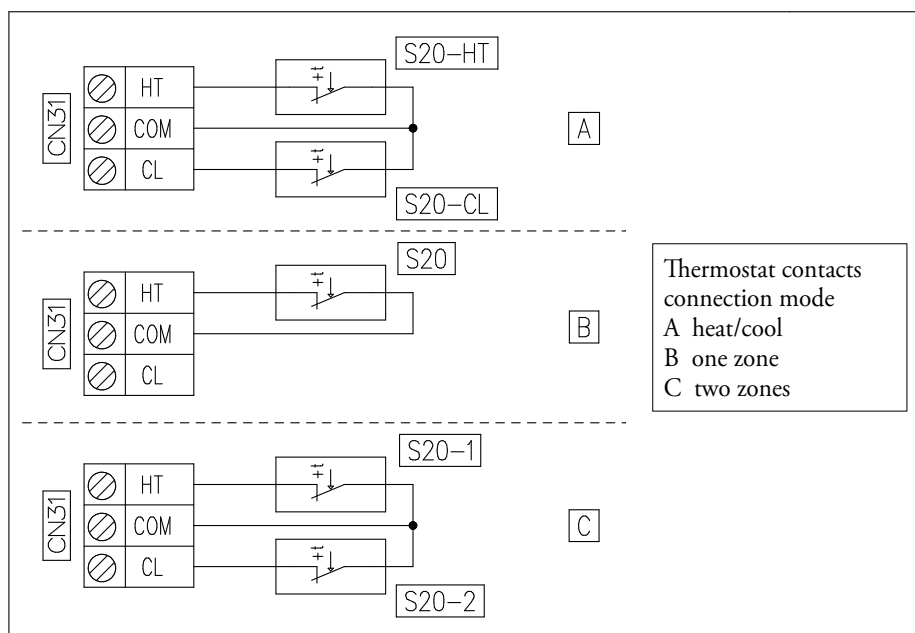 S20-HT
CN31
HT
+t
COM
A
CL
+t
S20-CL
S20
CN31
HT
+t
COM
B
CL
Thermostat contacts
connection mode
A heat/cool
B one zone
C two zones
S20-1
CN31
HT
+t
COM
C
CL
+t
S20-2